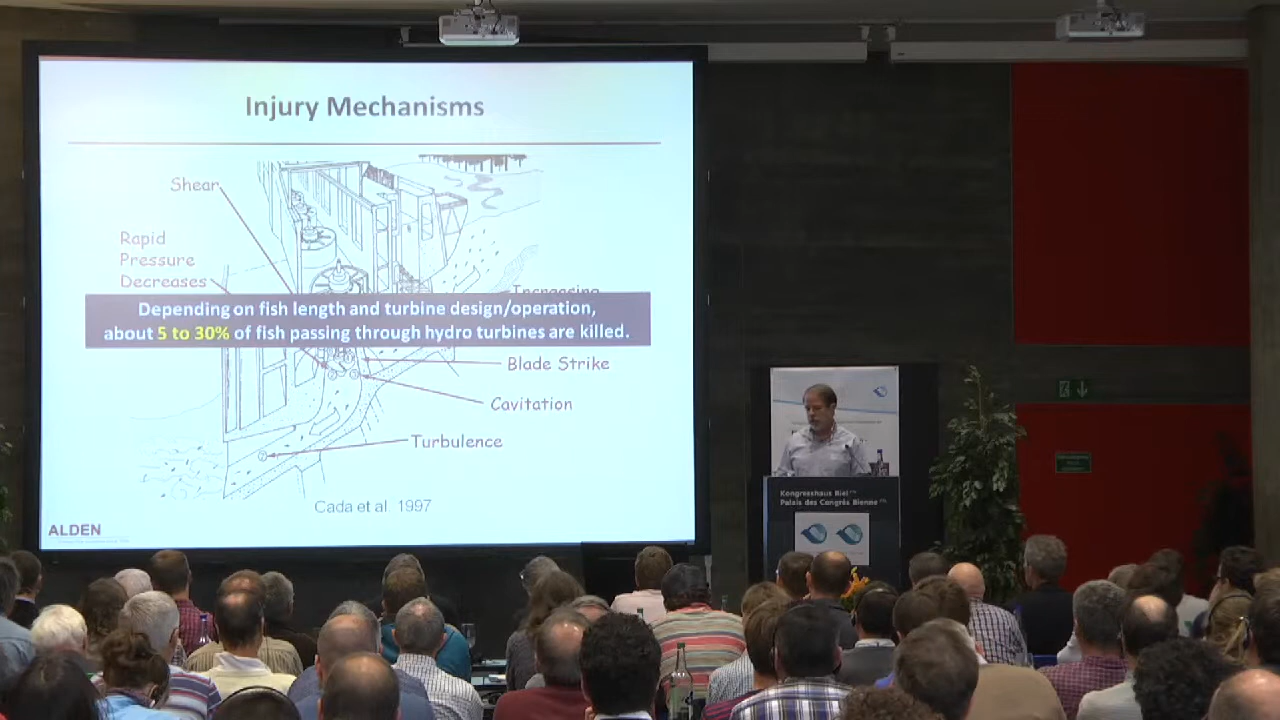 Injury Mechanisms
Shear
Rapid
Pressure
Decreases
Increasing
Depending on fish length and turbine design/operation,
about 5 to 30% of fish passing through hydro turbines are killed.
Blade Strike
Cavitation
Turbulence
Cada et al. 1997
ALDEN
Kongresshaus Biel
Palais des Congrès Bienne